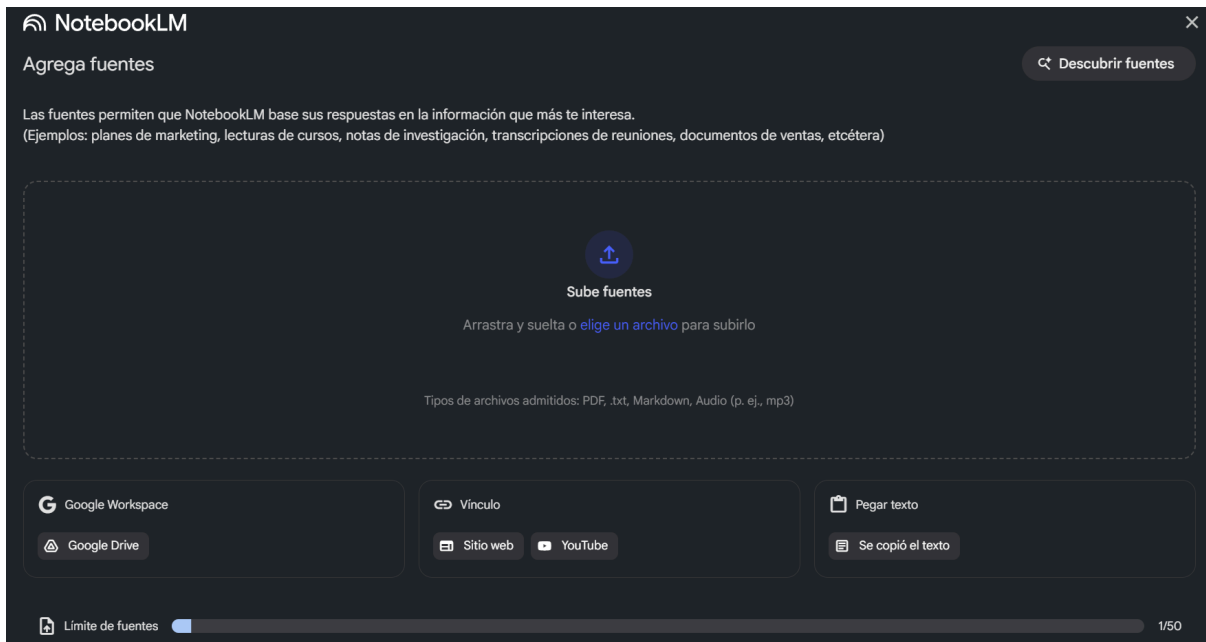 NotebookLM
Agrega fuentes
Descubrir fuentes
Las fuentes permiten que NotebookLM base sus respuestas en la información que más te interesa.
(Ejemplos: planes de marketing, lecturas de cursos, notas de investigación, transcripciones de reuniones, documentos de ventas, etcétera)
Sube fuentes
Arrastra y suelta o elige un archivo para subirlo
Tipos de archivos admitidos: PDF, .txt, Markdown, Audio (p. ej., mp3)
Google Workspace
Google Drive
Vínculo
Sitio web
YouTube
Pegar texto
Se copió el texto
Límite de fuentes
1/50